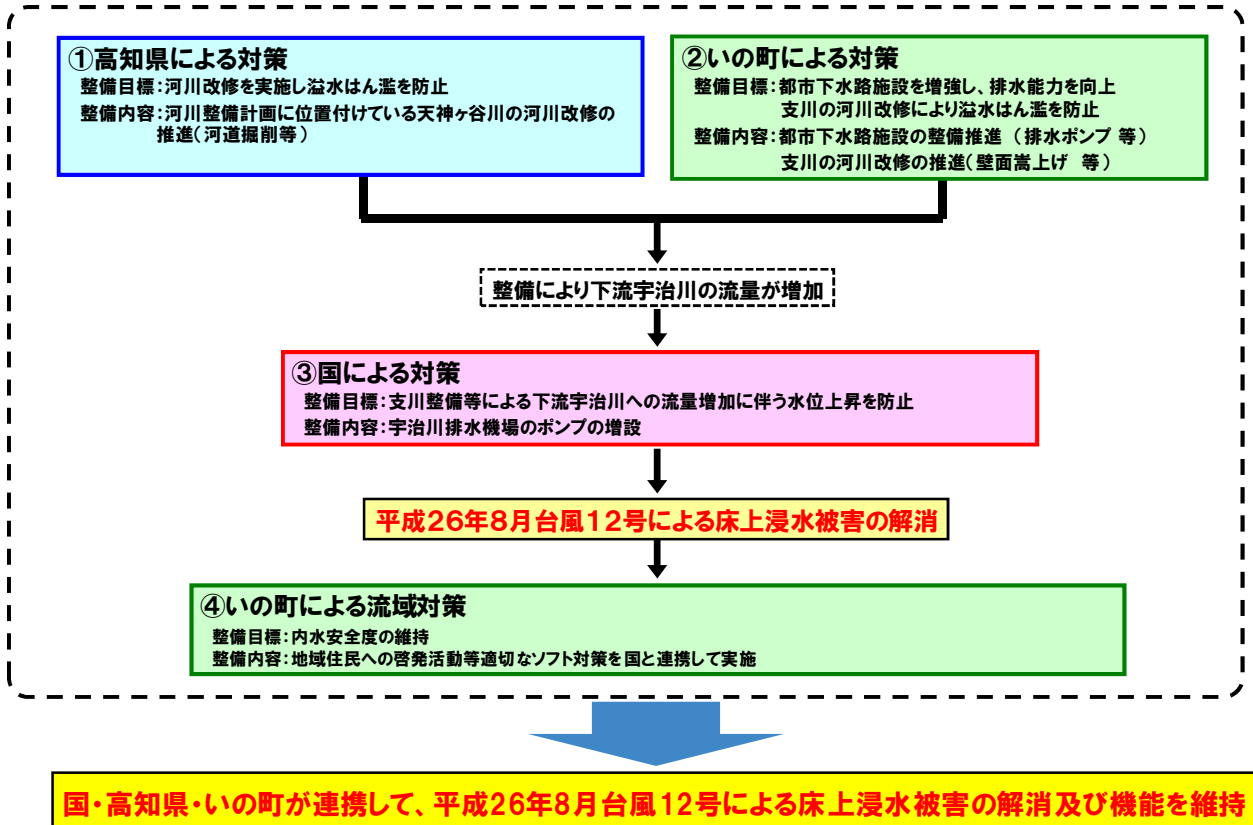 ①高知県による対策
整備目標：河川改修を実施し溢水はん濫を防止
整備内容：河川整備計画に位置付けている天神ヶ谷川の河川改修の
推進（河道掘削等）
②いの町による対策
整備目標：都市下水路施設を増強し、排水能力を向上
支川の河川改修により溢水はん濫を防止
整備内容：都市下水路施設の整備推進 （排水ポンプ 等）
支川の河川改修の推進（壁面嵩上げ 等）
整備により下流宇治川の流量が増加
③国による対策
整備目標：支川整備等による下流宇治川への流量増加に伴う水位上昇を防止
整備内容：宇治川排水機場のポンプの増設
平成26年8月台風12号による床上浸水被害の解消
④いの町による流域対策
整備目標：内水安全度の維持
整備内容：地域住民への啓発活動等適切なソフト対策を国と連携して実施
国・高知県・いの町が連携して、平成26年8月台風12号による床上浸水被害の解消及び機能を維持